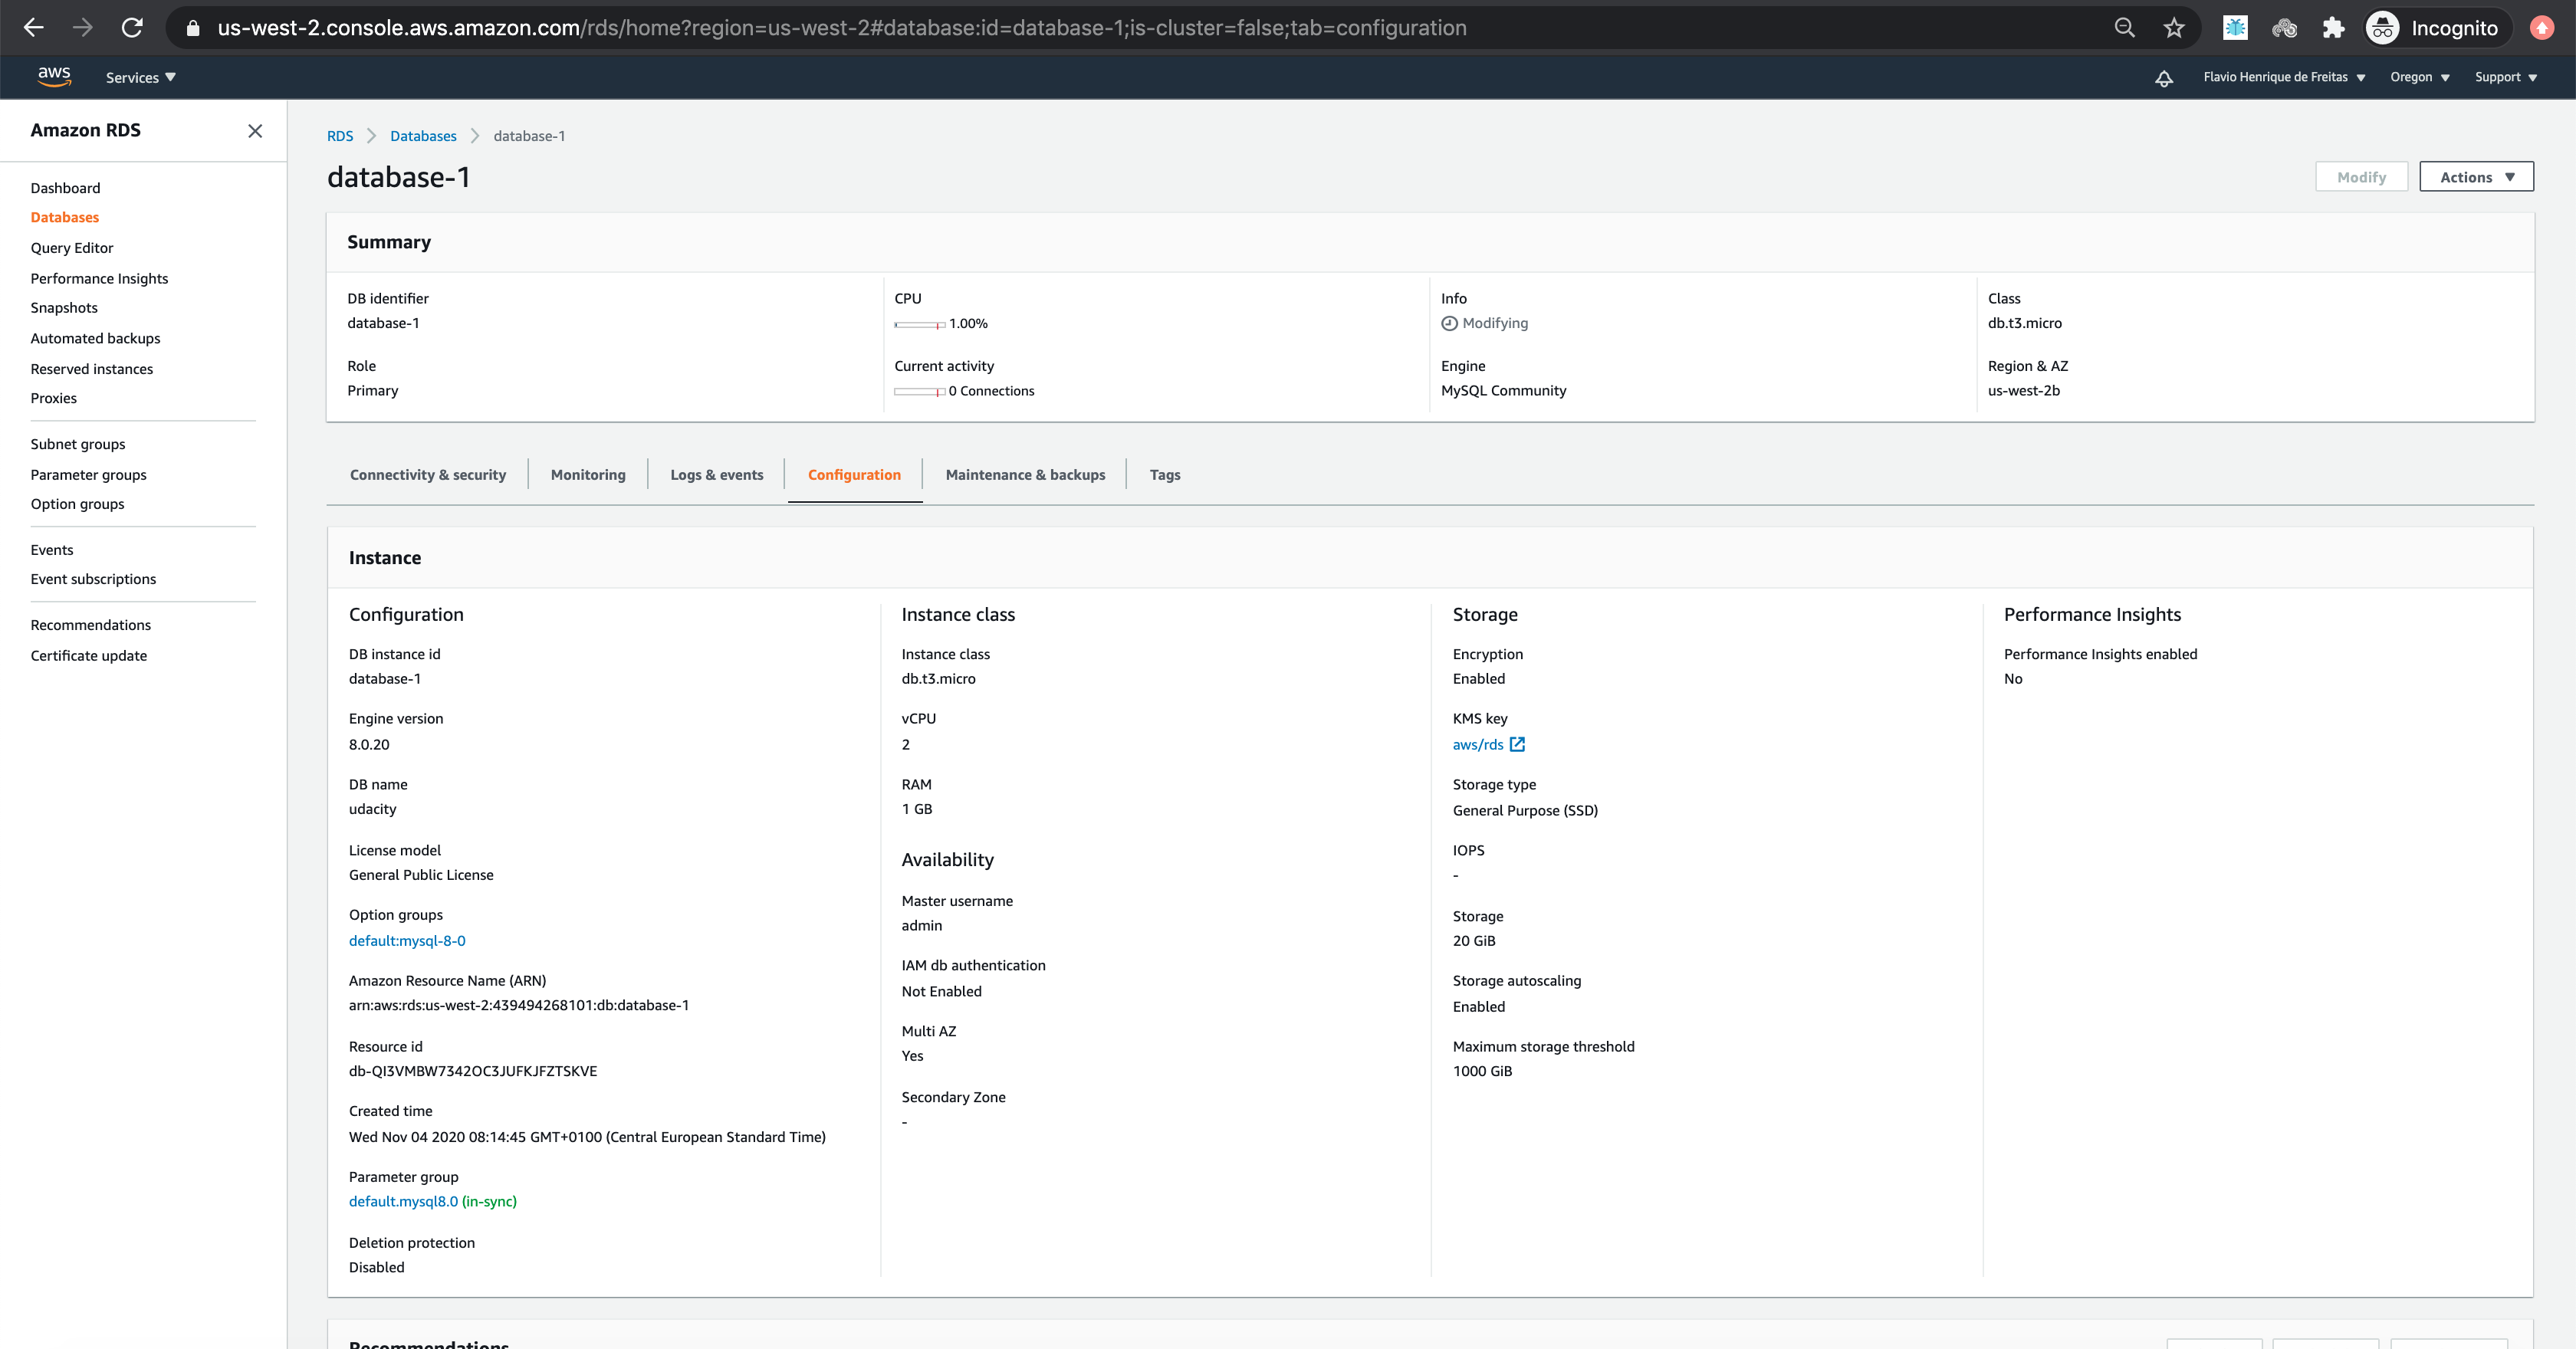 us-west-2.console.aws.amazon.com/rds/home?region=us-west-2#database:id=database-1;is-cluster=false;tab=configuration
Incognito
aws
Services
Flavio Henrique de Freitas
Oregon
Support
Amazon RDS
Dashboard
Databases
Query Editor
Performance Insights
Snapshots
Automated backups
Reserved instances
Proxies
Subnet groups
Parameter groups
Option groups
Events
Event subscriptions
Recommendations
Certificate update
RDS
Databases
database-1
database-1
Modify
Actions
Summary
DB identifier
database-1
Role
Primary
CPU
1.00%
Current activity
0 Connections
Info
Modifying
Engine
MySQL Community
Class
db.t3.micro
Region & AZ
us-west-2b
Connectivity & security
Monitoring
Logs & events
Configuration
Maintenance & backups
Tags
Instance
Configuration
DB instance id
database-1
Engine version
8.0.20
DB name
udacity
License model
General Public License
Option groups
default:mysql-8-0
Amazon Resource Name (ARN)
arn:aws:rds:us-west-2:439494268101:db:database-1
Resource id
db-QI3VMBW7342OC3JUFKJFZTSKVE
Created time
Wed Nov 04 2020 08:14:45 GMT+0100 (Central European Standard Time)
Parameter group
default.mysql8.0 (in-sync)
Deletion protection
Disabled
Instance class
Instance class
db.t3.micro
vCPU
2
RAM
1 GB
Availability
Master username
admin
IAM db authentication
Not Enabled
Multi AZ
Yes
Secondary Zone
-
Storage
Encryption
Enabled
KMS key
aws/rds
Storage type
General Purpose (SSD)
IOPS
-
Storage
20 GiB
Storage autoscaling
Enabled
Maximum storage threshold
1000 GiB
Performance Insights
Performance Insights enabled
No
Recommendations